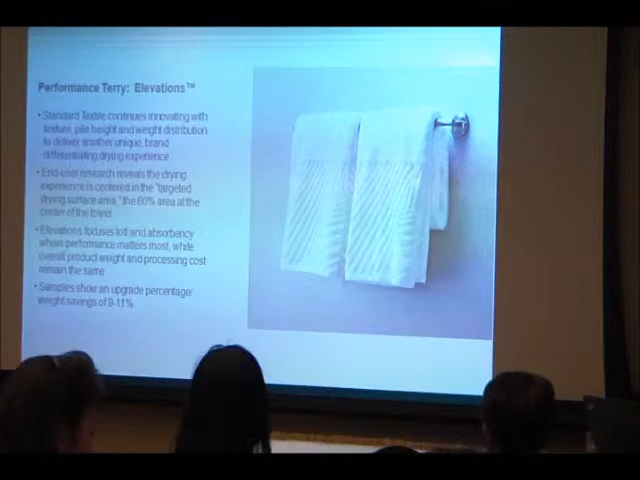 Performance Terry: Elevations™
• Standard Textile continues innovating with
texture, pile height and weight distribution
to deliver another unique, brand
differentiating drying experience
• End-user research reveals the drying
experience is centered in the "targeted
drying surface area," the 60% area at the
center of the towel
• Elevations focuses loft and absorbency
where performance matters most, while
overall product weight and processing cost
remain the same
• Samples show an upgrade percentage/
weight savings of 9-11%